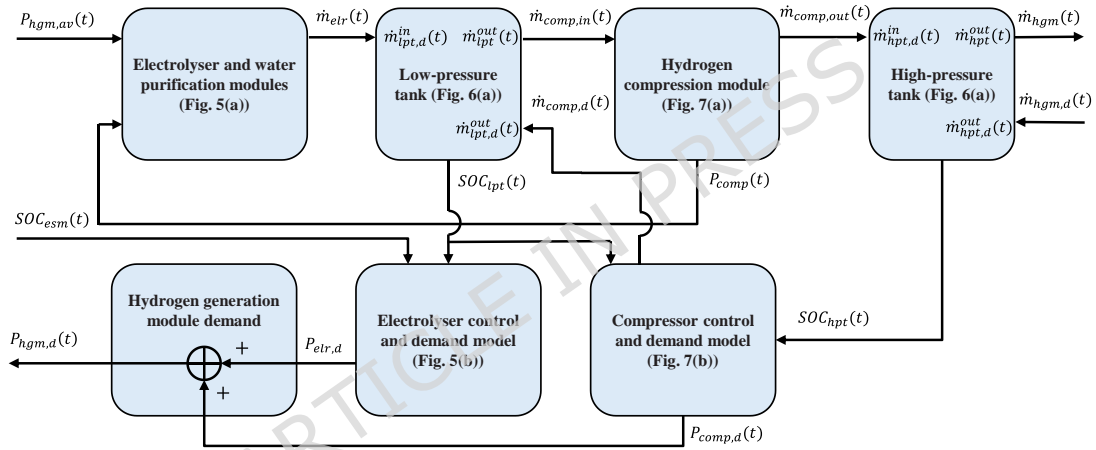 P_{hgm,av}(t)
Electrolyser and water
purification modules
(Fig. 5(a))
ṁ_{elr}(t)
ṁ^{in}_{lpt,d}(t) ṁ^{out}_{lpt}(t)
Low-pressure
tank (Fig. 6(a))
ṁ^{out}_{lpt,d}(t)
ṁ_{comp,in}(t)
ṁ_{comp,d}(t)
Hydrogen
compression module
(Fig. 7(a))
ṁ_{comp,out}(t)
ṁ^{in}_{hpt,d}(t) ṁ^{out}_{hpt}(t)
High-pressure
tank (Fig. 6(a))
ṁ^{out}_{hpt,d}(t)
ṁ_{hgm}(t)
ṁ_{hgm,d}(t)
SOC_{lpt}(t)
P_{comp}(t)
SOC_{esm}(t)
Hydrogen generation
module demand
+
+
P_{hgm,d}(t)
P_{elr,d}
Electrolyser control
and demand model
(Fig. 5(b))
Compressor control
and demand model
(Fig. 7(b))
SOC_{hpt}(t)
P_{comp,d}(t)
ARTICLE IN PRESS